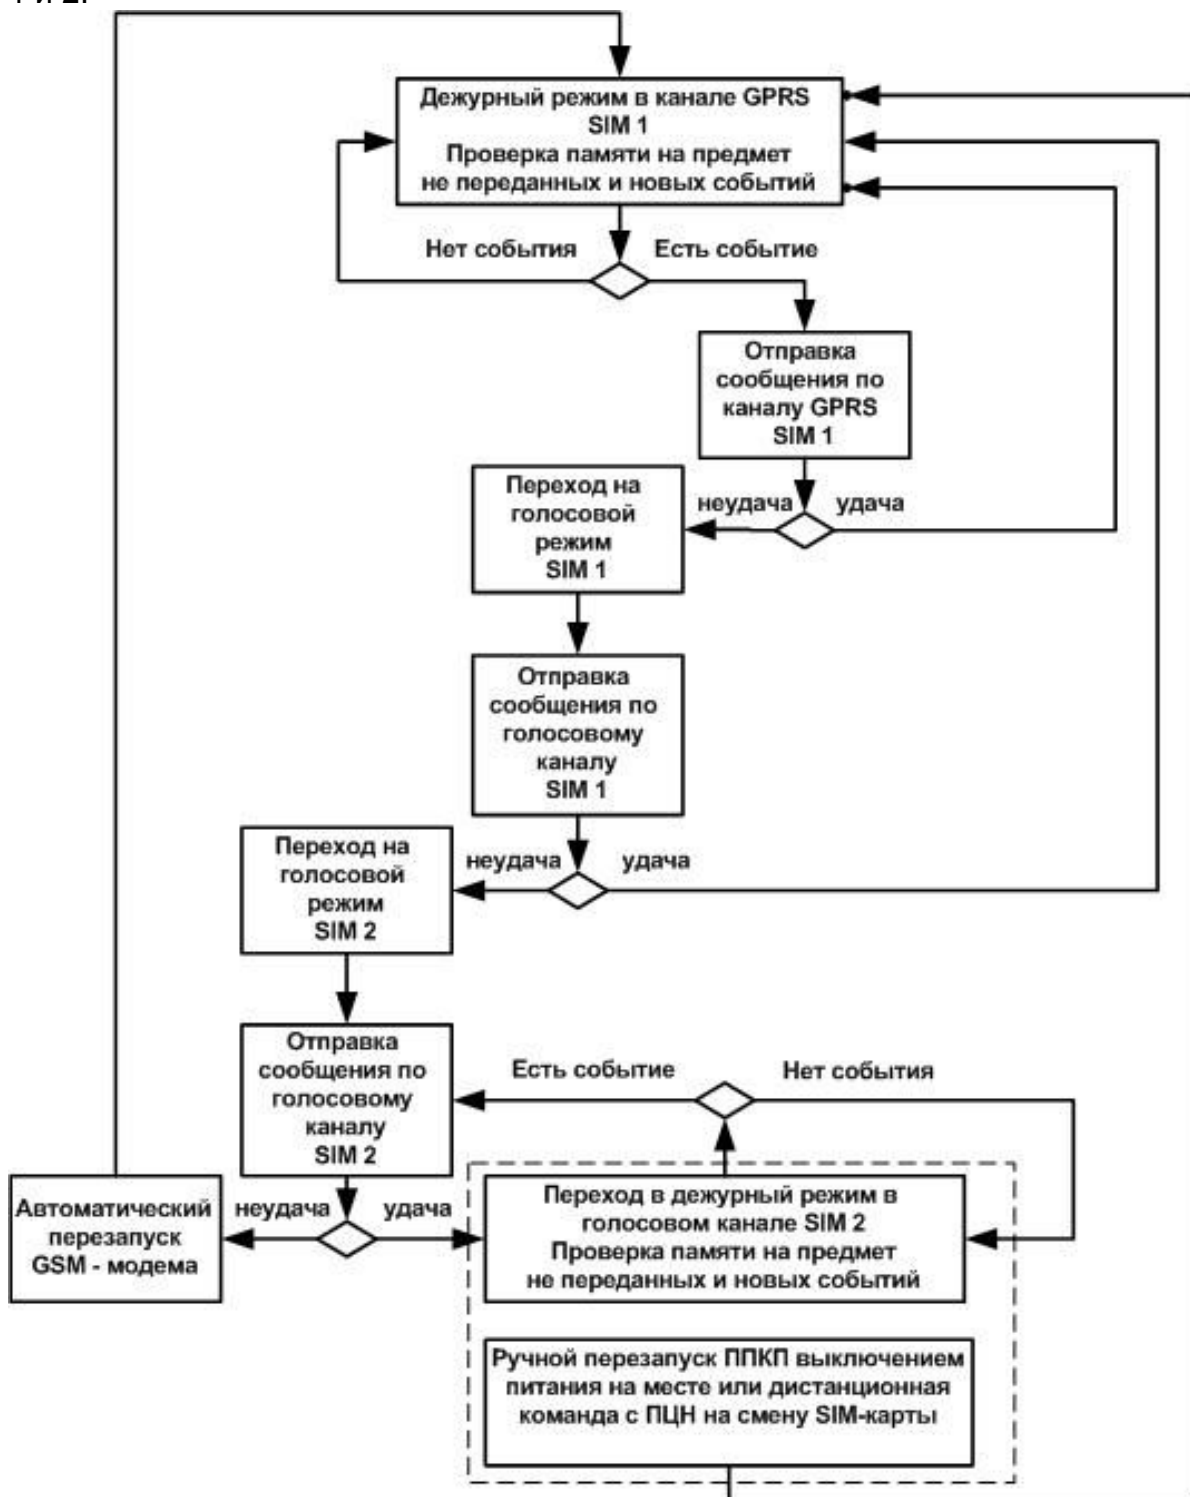 Дежурный режим в канале GPRS
SIM 1
Проверка памяти на предмет
не переданных и новых событий
Нет события
Есть событие
Отправка
сообщения по
каналу GPRS
SIM 1
Переход на
голосовой
режим
SIM 1
неудача
удача
Отправка
сообщения по
голосовому
каналу
SIM 1
Переход на
голосовой
режим
SIM 2
неудача
удача
Отправка
сообщения по
голосовому
каналу
SIM 2
Есть событие
Нет события
Автоматический
перезапуск
GSM - модема
неудача
удача
Переход в дежурный режим в
голосовом канале SIM 2
Проверка памяти на предмет
не переданных и новых событий
Ручной перезапуск ППКП выключением
питания на месте или дистанционная
команда с ПЦН на смену SIM-карты